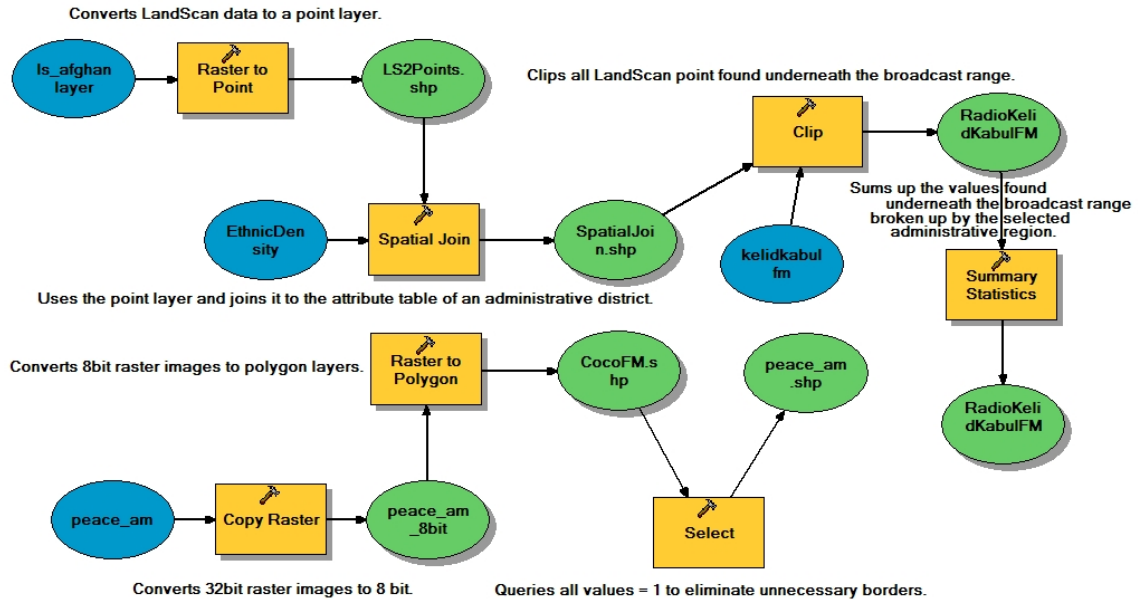 Converts LandScan data to a point layer.
ls_afghan
layer
Raster to
Point
LS2Points.
shp
Clips all LandScan point found underneath the broadcast range.
Clip
RadioKeli
dKabulFM
EthnicDen
sity
Spatial Join
SpatialJoi
n.shp
kelidkabul
fm
Sums up the values found
underneath the broadcast range
broken up by the selected
administrative region.
Summary
Statistics
RadioKeli
dKabulFM
Uses the point layer and joins it to the attribute table of an administrative district.
Converts 8bit raster images to polygon layers.
Raster to
Polygon
CocoFM.s
hp
peace_am
.shp
peace_am
Copy Raster
peace_am
_8bit
Select
Converts 32bit raster images to 8 bit.
Queries all values = 1 to eliminate unnecessary borders.